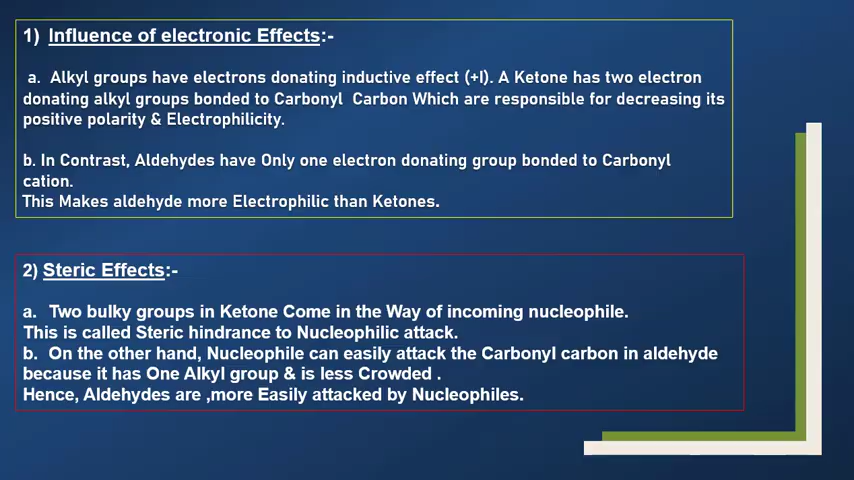 1) Influence of electronic Effects:-
a. Alkyl groups have electrons donating inductive effect (+I). A Ketone has two electron
donating alkyl groups bonded to Carbonyl Carbon Which are responsible for decreasing its
positive polarity & Electrophilicity.
b. In Contrast, Aldehydes have Only one electron donating group bonded to Carbonyl
cation.
This Makes aldehyde more Electrophilic than Ketones.
2) Steric Effects:-
a. Two bulky groups in Ketone Come in the Way of incoming nucleophile.
This is called Steric hindrance to Nucleophilic attack.
b. On the other hand, Nucleophile can easily attack the Carbonyl carbon in aldehyde
because it has One Alkyl group & is less Crowded .
Hence, Aldehydes are ,more Easily attacked by Nucleophiles.